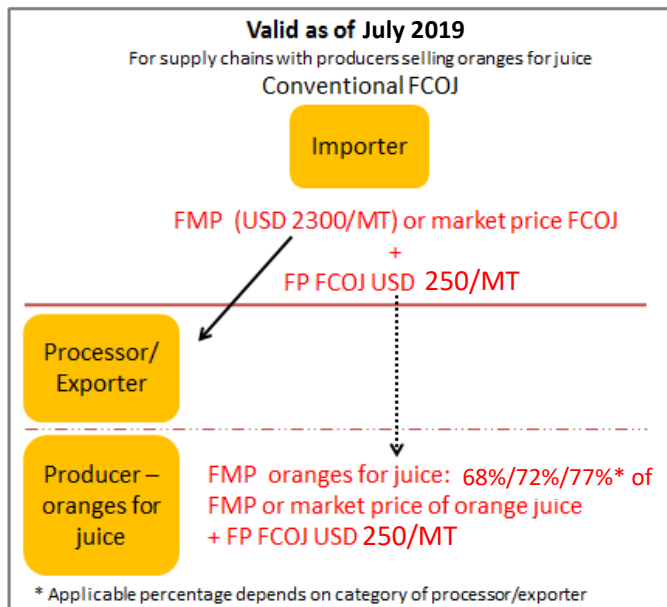 Valid as of July 2019
For supply chains with producers selling oranges for juice
Conventional FCOJ
Importer
FMP (USD 2300/MT) or market price FCOJ
+
FP FCOJ USD 250/MT
Processor/
Exporter
Producer –
oranges for
juice
FMP oranges for juice: 68%/72%/77%* of
FMP or market price of orange juice
+ FP FCOJ USD 250/MT
* Applicable percentage depends on category of processor/exporter